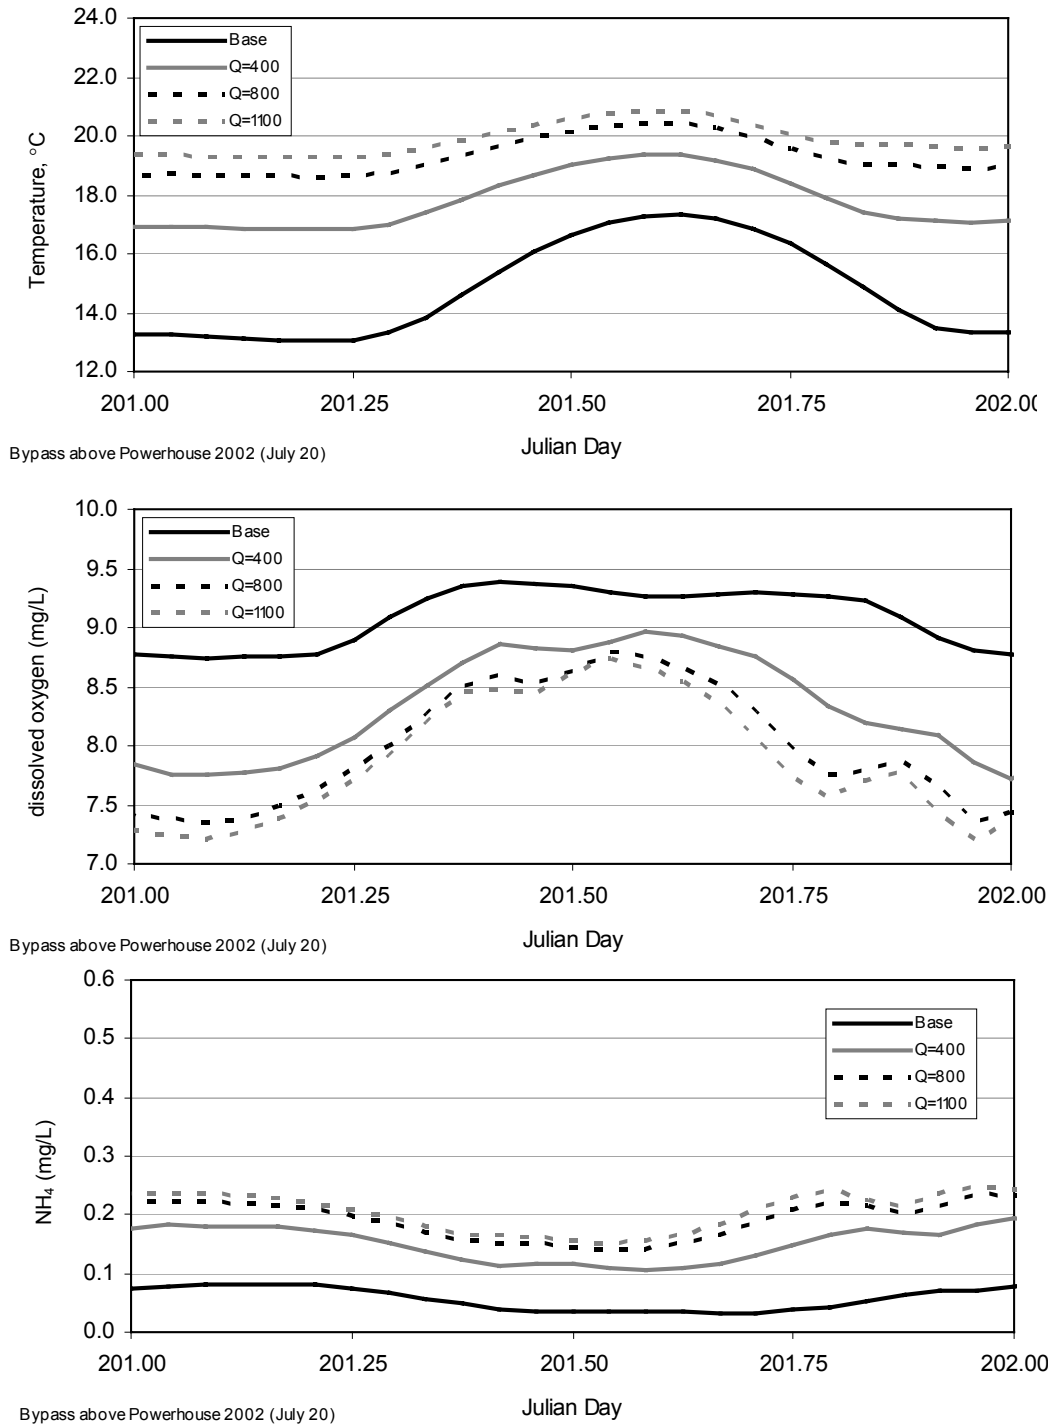 24.0
22.0
20.0
18.0
16.0
14.0
12.0
Temperature, °C
Base
Q=400
Q=800
Q=1100
201.00 201.25 201.50 201.75 202.0
Julian Day
Bypass above Powerhouse 2002 (July 20)
10.0
9.5
9.0
8.5
8.0
7.5
7.0
dissolved oxygen (mg/L)
Base
Q=400
Q=800
Q=1100
201.00 201.25 201.50 201.75 202.00
Julian Day
Bypass above Powerhouse 2002 (July 20)
0.6
0.5
0.4
0.3
0.2
0.1
0.0
NH₄ (mg/L)
Base
Q=400
Q=800
Q=1100
201.00 201.25 201.50 201.75 202.00
Julian Day
Bypass above Powerhouse 2002 (July 20)